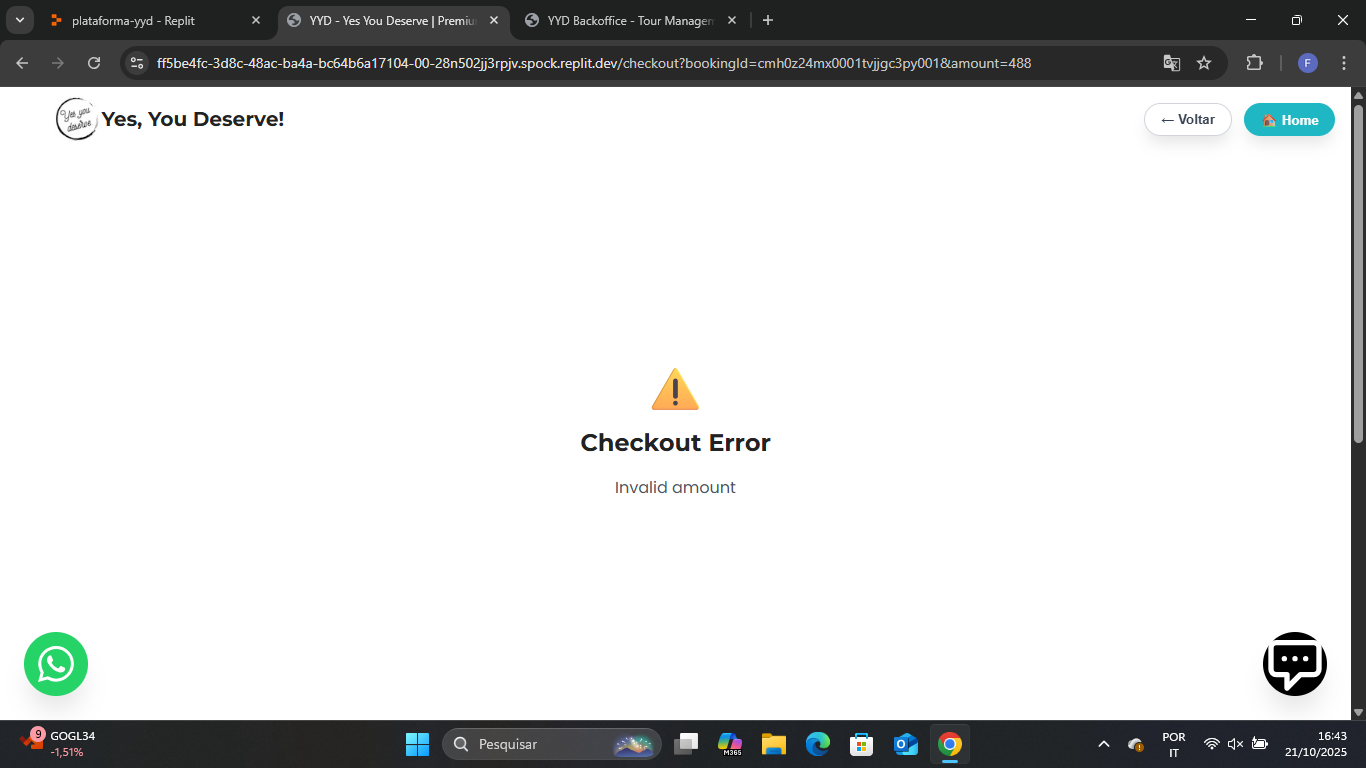 plataforma-yyd - Replit
YYD - Yes You Deserve | Premiu
YYD Backoffice - Tour Managem
ff5be4fc-3d8c-48ac-ba4a-bc64b6a17104-00-28n502jj3rpjv.spock.replit.dev/checkout?bookingId=cmh0z24mx0001tvjjgc3py001&amount=488
F
Yes you
deserve
Yes, You Deserve!
← Voltar
Home
Checkout Error
Invalid amount
9
GOGL34
-1,51%
Pesquisar
M365
POR
IT
16:43
21/10/2025